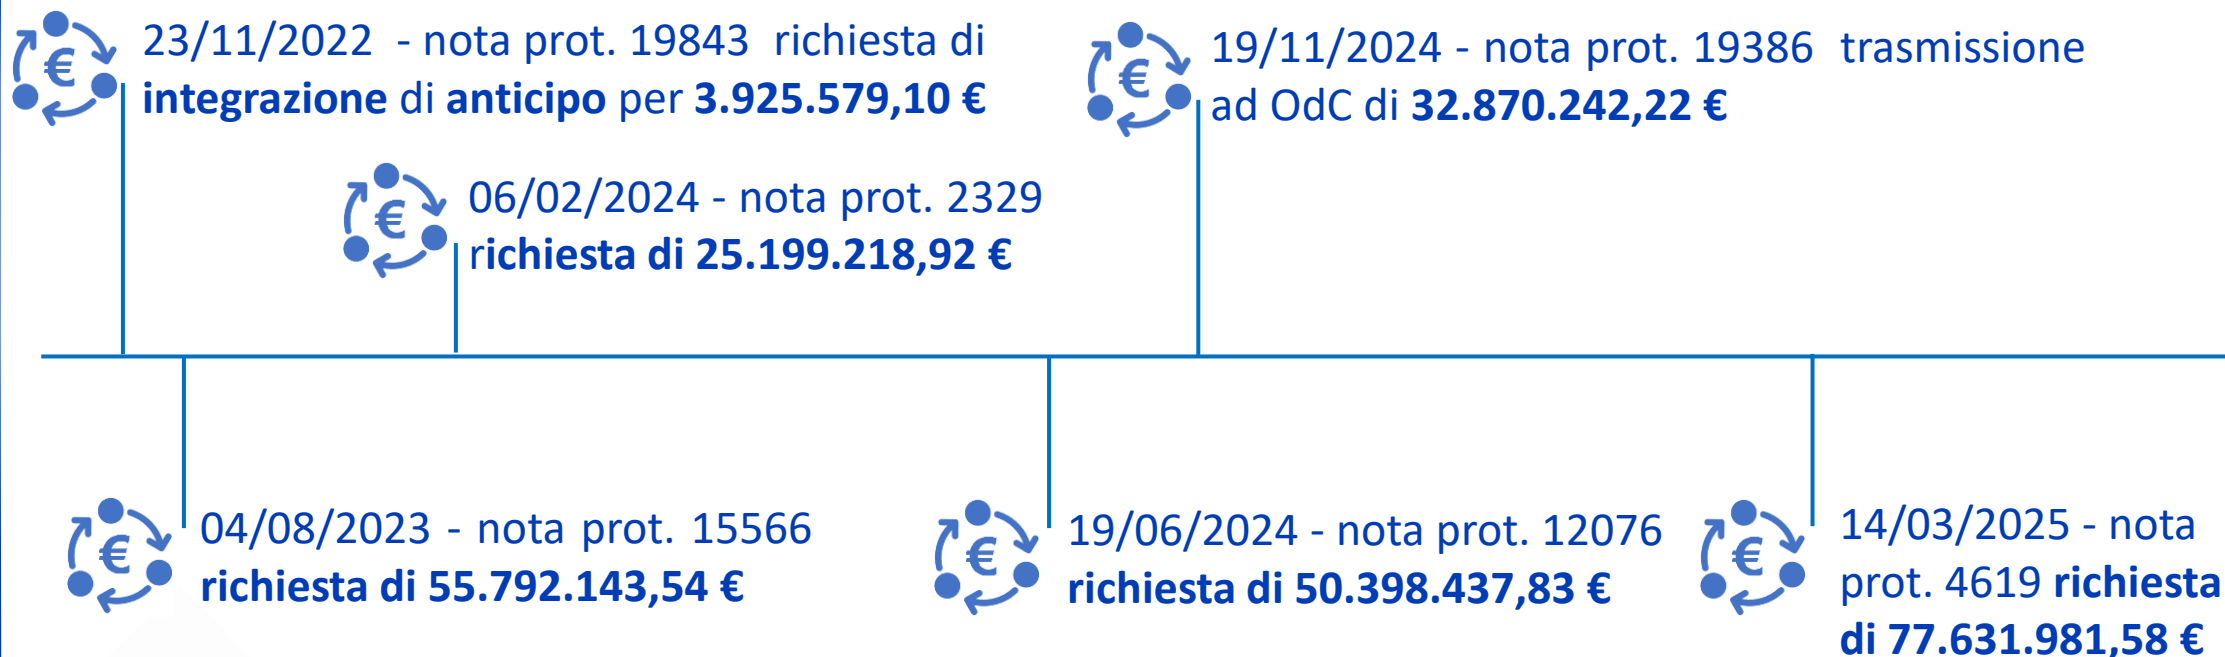 23/11/2022 - nota prot. 19843 richiesta di
integrazione di anticipo per 3.925.579,10 €
19/11/2024 - nota prot. 19386 trasmissione
ad OdC di 32.870.242,22 €
06/02/2024 - nota prot. 2329
richiesta di 25.199.218,92 €
04/08/2023 - nota prot. 15566
richiesta di 55.792.143,54 €
19/06/2024 - nota prot. 12076
richiesta di 50.398.437,83 €
14/03/2025 - nota
prot. 4619 richiesta
di 77.631.981,58 €